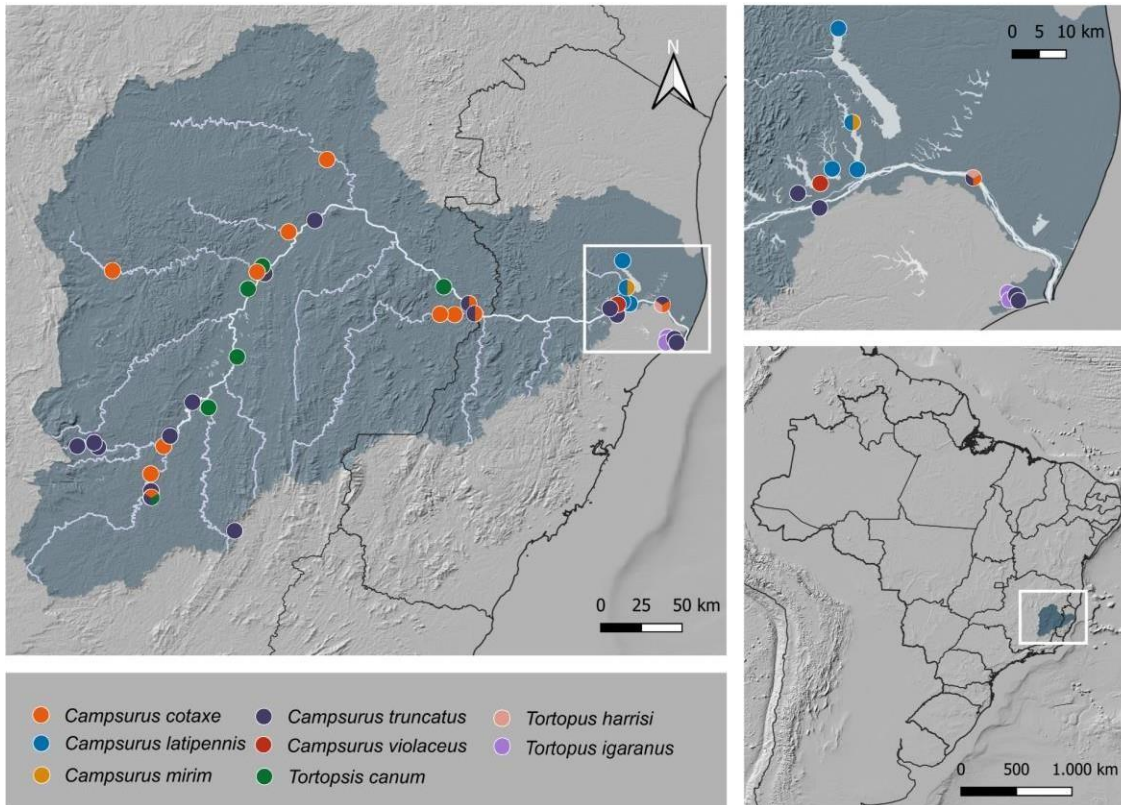 N
0 25 50 km
0 5 10 km
0 500 1.000 km
Campsurus cotaxe
Campsurus truncatus
Tortopus harrisi
Campsurus latipennis
Campsurus violaceus
Tortopus igaranus
Campsurus mirim
Tortopsis canum